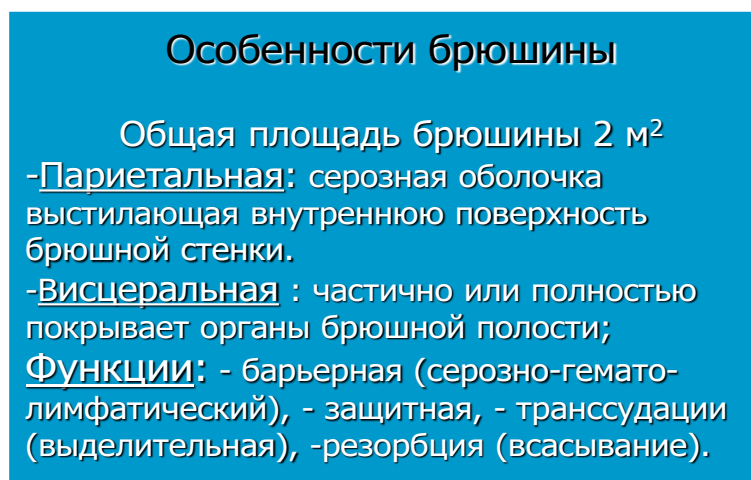 Особенности брюшины
Общая площадь брюшины 2 м²
-Париетальная: серозная оболочка
выстилающая внутреннюю поверхность
брюшной стенки.
-Висцеральная : частично или полностью
покрывает органы брюшной полости;
Функции: - барьерная (серозно-гемато-
лимфатический), - защитная, - транссудации
(выделительная), -резорбция (всасывание).